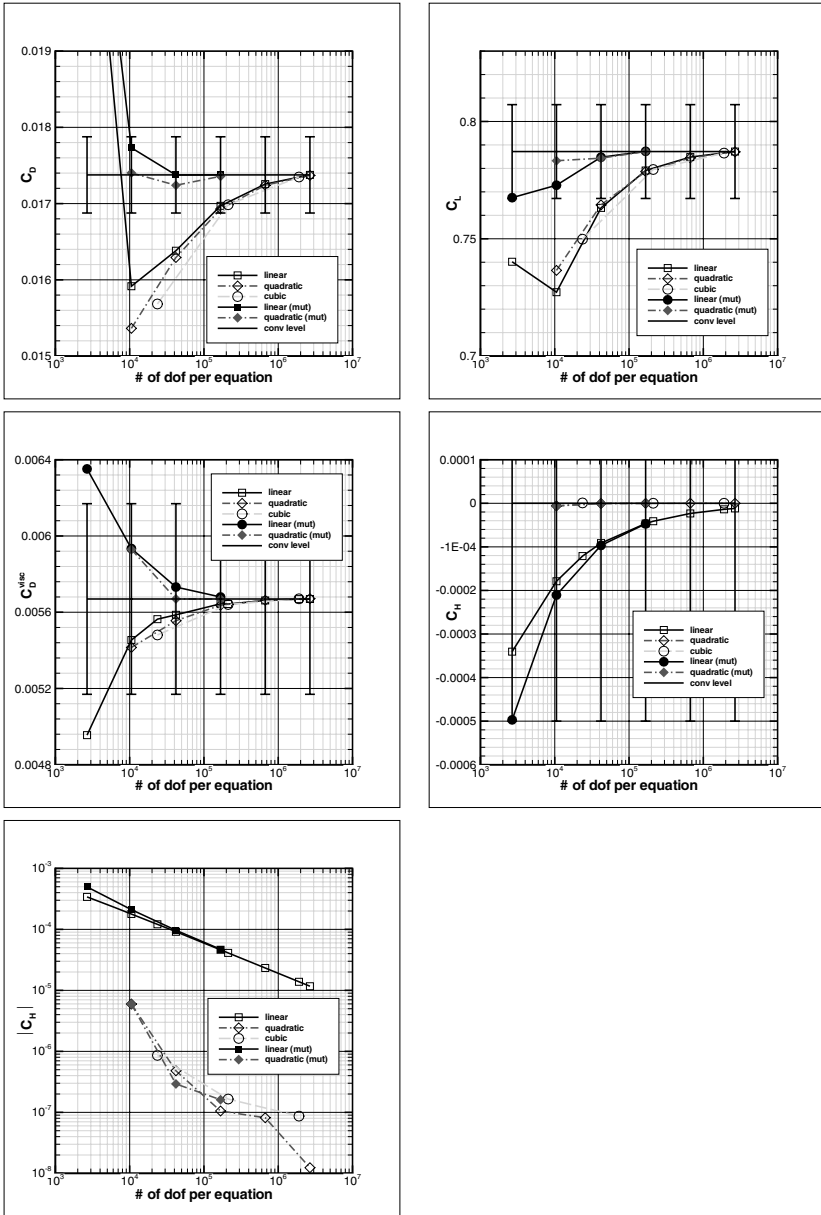 0.019
0.018
0.017
0.016
0.015
C_D
10^3
10^4
10^5
10^6
10^7
# of dof per equation
linear
quadratic
cubic
linear (mut)
quadratic (mut)
conv level
0.8
0.75
0.7
C_L
10^3
10^4
10^5
10^6
10^7
# of dof per equation
linear
quadratic
cubic
linear (mut)
quadratic (mut)
conv level
0.0064
0.006
0.0056
0.0052
0.0048
C_D^visc
10^3
10^4
10^5
10^6
10^7
# of dof per equation
linear
quadratic
cubic
linear (mut)
quadratic (mut)
conv level
0.0001
0
-1E-04
-0.0002
-0.0003
-0.0004
-0.0005
-0.0006
C_H
10^3
10^4
10^5
10^6
10^7
# of dof per equation
linear
quadratic
cubic
linear (mut)
quadratic (mut)
conv level
10^-3
10^-4
10^-5
10^-6
10^-7
10^-8
|C_H|
10^3
10^4
10^5
10^6
10^7
# of dof per equation
linear
quadratic
cubic
linear (mut)
quadratic (mut)